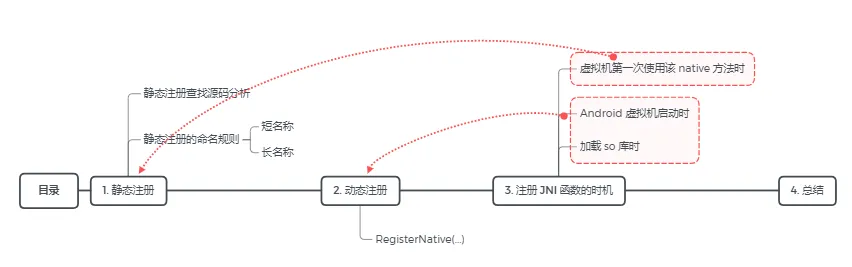 虚拟机第一次使用该 native 方法时
静态注册查找源码分析
Android 虚拟机启动时
短名称
静态注册的命名规则
加载 so 库时
长名称
目录
1. 静态注册
2. 动态注册
3. 注册 JNI 函数的时机
4. 总结
RegisterNative(...)